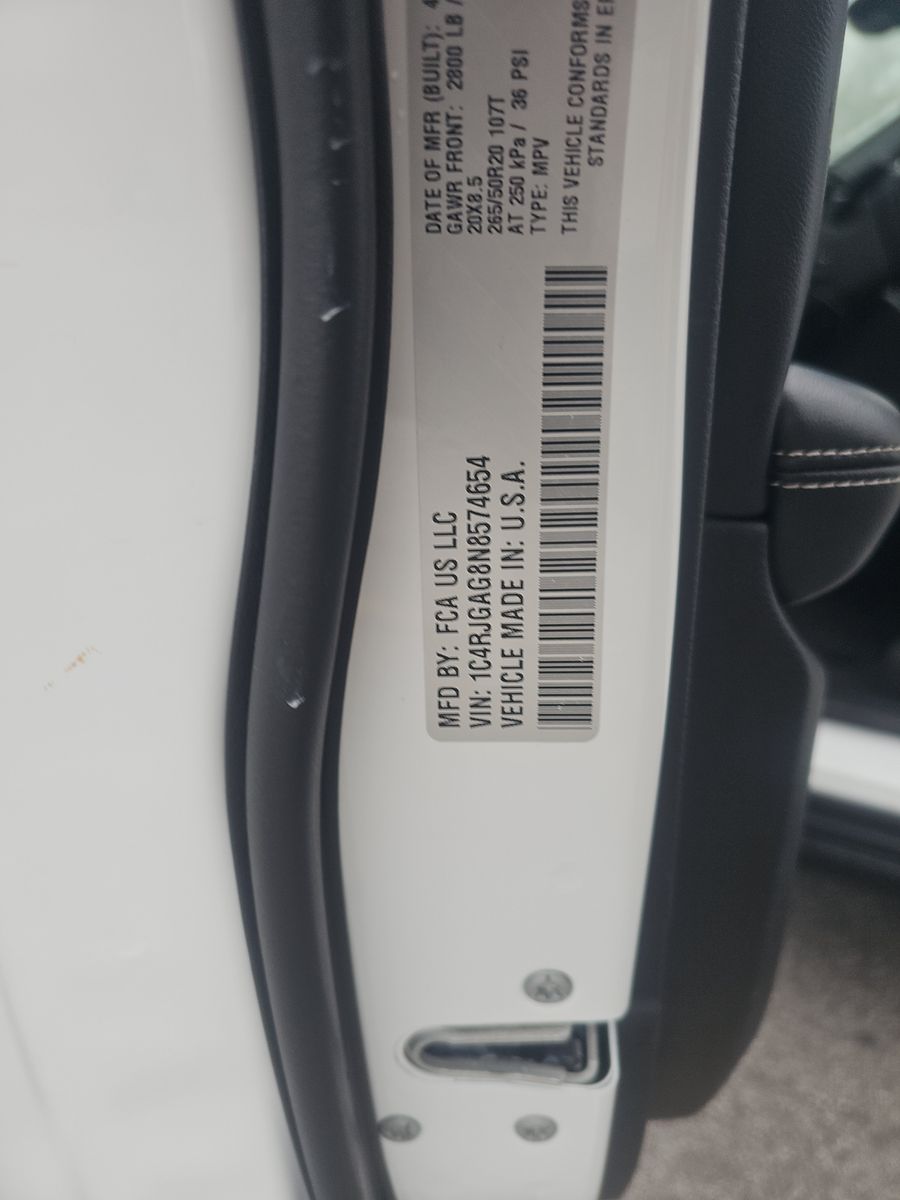 MFD BY: FCA US LLC
VIN: 1C4RJGAG8N8574654
VEHICLE MADE IN: U.S.A.
DATE OF MFR (BUILT): 4
GAWR FRONT: 2800 LB /
20X8.5
265/50R20 107T
AT 250 kPa / 36 PSI
TYPE: MPV
THIS VEHICLE CONFORMS
STANDARDS IN